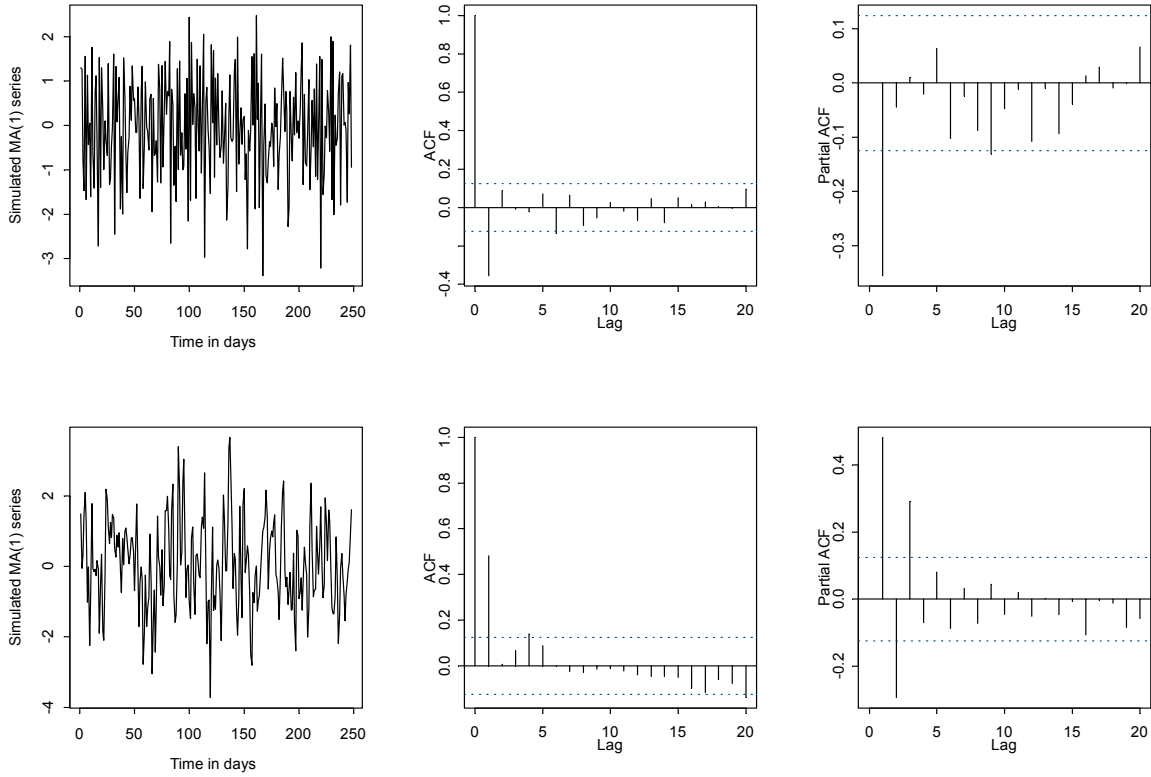 Simulated MA(1) series
2
1
0
-1
-2
-3
0 50 100 150 200 250
Time in days
ACF
1.0
0.8
0.6
0.4
0.2
0.0
-0.4
0 5 10 15 20
Lag
Partial ACF
0.1
0.0
-0.1
-0.2
-0.3
0 5 10 15 20
Lag
Simulated MA(1) series
2
0
-2
-4
0 50 100 150 200 250
Time in days
ACF
1.0
0.8
0.6
0.4
0.2
0.0
0 5 10 15 20
Lag
Partial ACF
0.4
0.2
0.0
-0.2
0 5 10 15 20
Lag